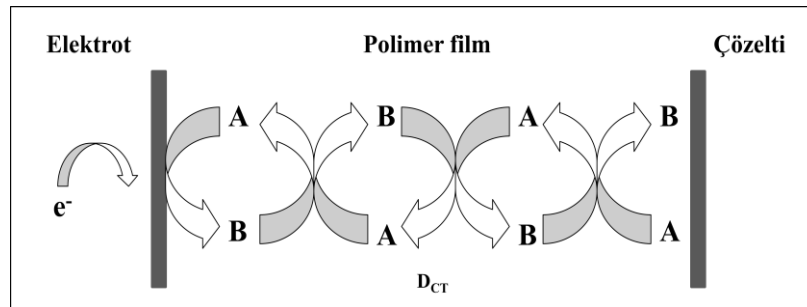 Elektrot Polimer film Çözelti
A B A B
e-
B A B A
D_CT